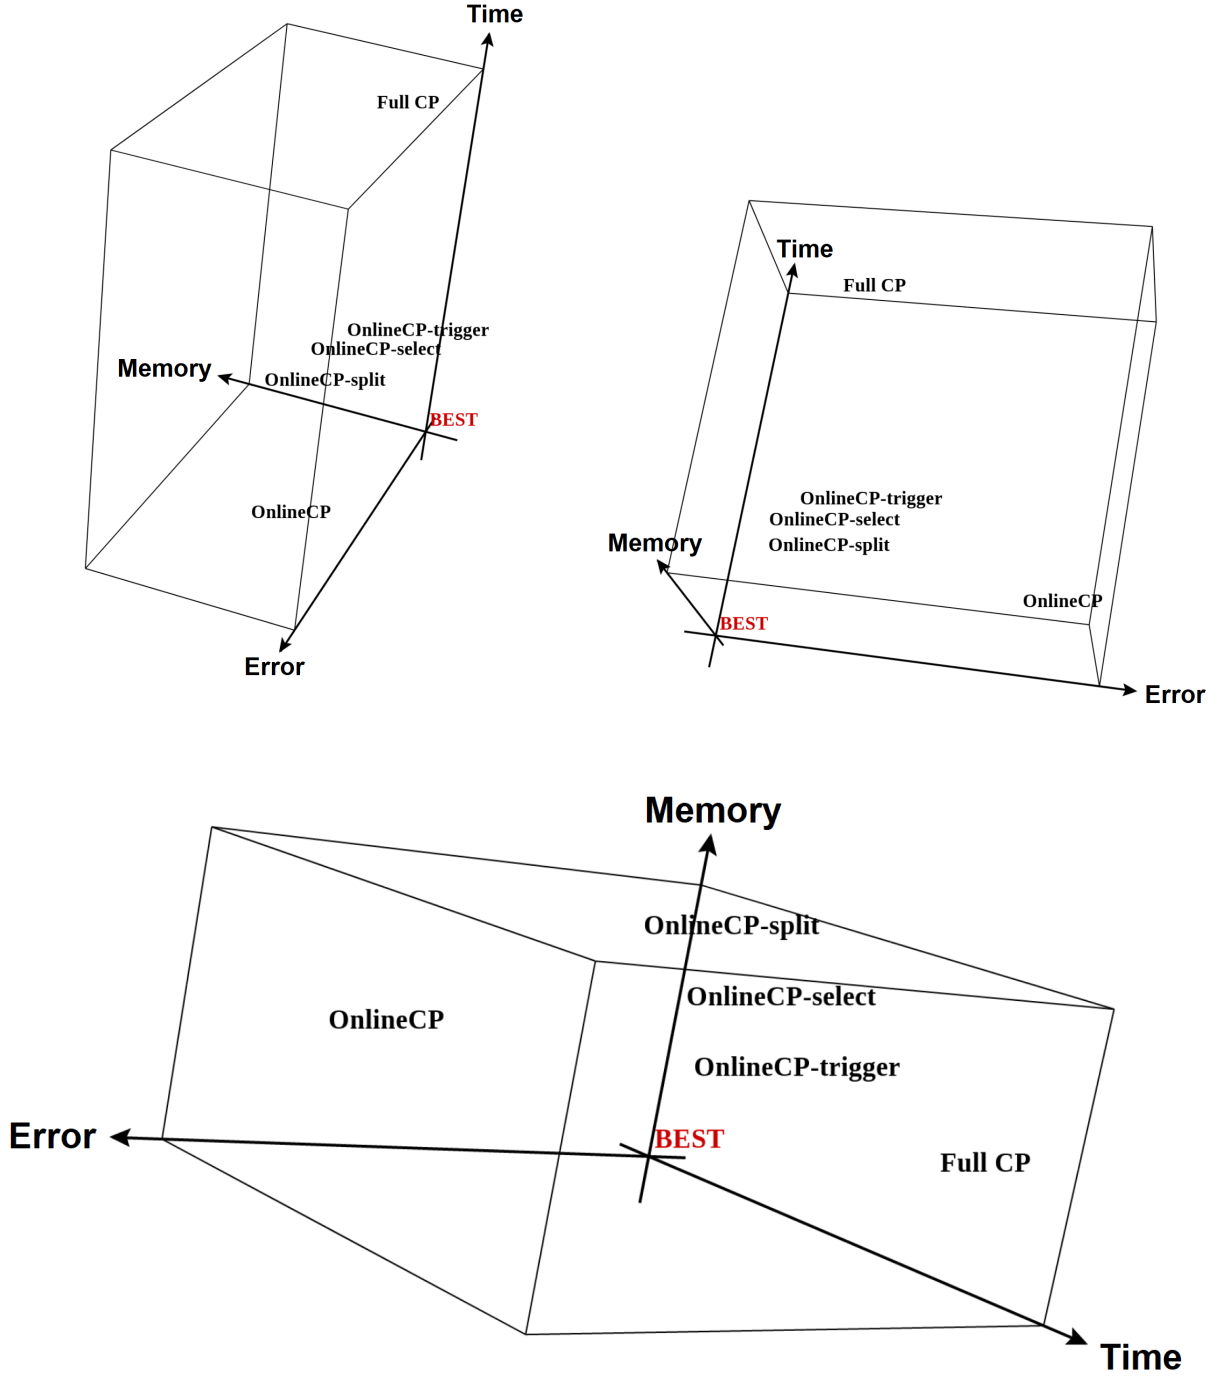 Time
Full CP
OnlineCP-trigger
OnlineCP-select
Memory
OnlineCP-split
BEST
OnlineCP
Error
Time
Full CP
OnlineCP-trigger
OnlineCP-select
Memory
OnlineCP-split
OnlineCP
BEST
Error
Memory
OnlineCP-split
OnlineCP-select
OnlineCP
OnlineCP-trigger
Error
BEST
Full CP
Time